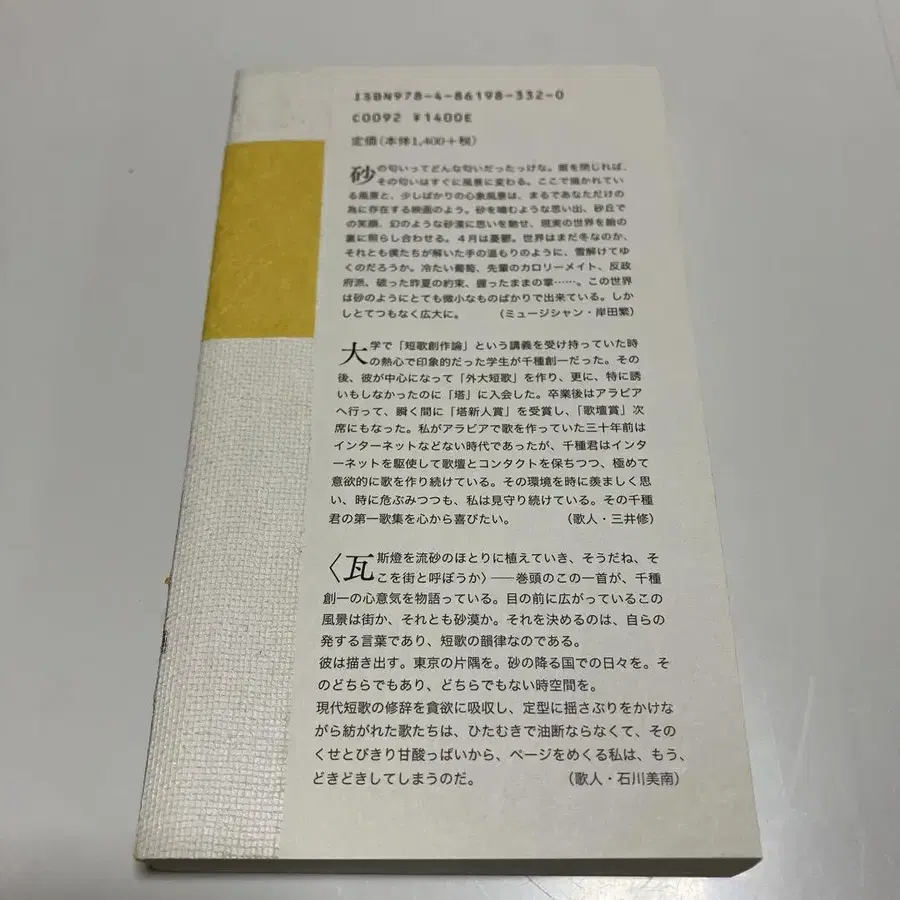 ISBN978-4-86198-332-0
C0092 ¥1400E
定価(本体1,400+税)
砂の匂いってどんな匂いだったっけな。瞼を閉じれば、
その匂いはすぐに風景に変わる。ここで描かれてい
る風景と、少しばかりの心象風景は、まるであなただけの
為に存在する映画のよう。砂を噛むような思い出、砂丘で
の笑顔、幻のような砂漠に思いを馳せ、現実の世界を瞼の
裏に照らし合わせる。4月は憂鬱。世界はまだ冬なのか、
それとも僕たちが解いた手の温もりのように、雪解けてゆ
くのだろうか。冷たい葡萄、先輩のカロリーメイト、反政
府派、破った昨夏の約束、握ったままの掌……。この世界
は砂のようにとても微小なものばかりで出来ている。しか
しとてつもなく広大に。(ミュージシャン・岸田繁)
大学で「短歌創作論」という講義を受け持っていた時
の熱心で印象的だった学生が千種創一だった。その
後、彼が中心になって「外大短歌」を作り、更に、特に誘
いもしなかったのに「塔」に入会した。卒業後はアラビア
へ行って、瞬く間に「塔新人賞」を受賞し、「歌壇賞」次
席にもなった。私がアラビアで歌を作っていた三十年前は
インターネットなどない時代であったが、千種君はインタ
ーネットを駆使して歌壇とコンタクトを保ちつつ、極めて
意欲的に歌を作り続けている。その環境を時に羨ましく思
い、時に危ぶみつつも、私は見守り続けている。その千種
君の第一歌集を心から喜びたい。(歌人・三井修)
〈瓦斯燈を流砂のほとりに植えていき、そうだね、そ
こを街と呼ぼうか〉――巻頭のこの一首が、千種
創一の心意気を物語っている。目の前に広がっているこの
風景は街か、それとも砂漠か。それを決めるのは、自らの
発する言葉であり、短歌の韻律なのである。
彼は描き出す。東京の片隅を。砂の降る国での日々を。そ
のどちらでもあり、どちらでもない時空間を。
現代短歌の修辞を貪欲に吸収し、定型に揺さぶりをかけな
がら紡がれた歌たちは、ひたむきで油断ならなくて、その
くせとびきり甘酸っぱいから、ページをめくる私は、もう、
どきどきしてしまうのだ。(歌人・石川美南)